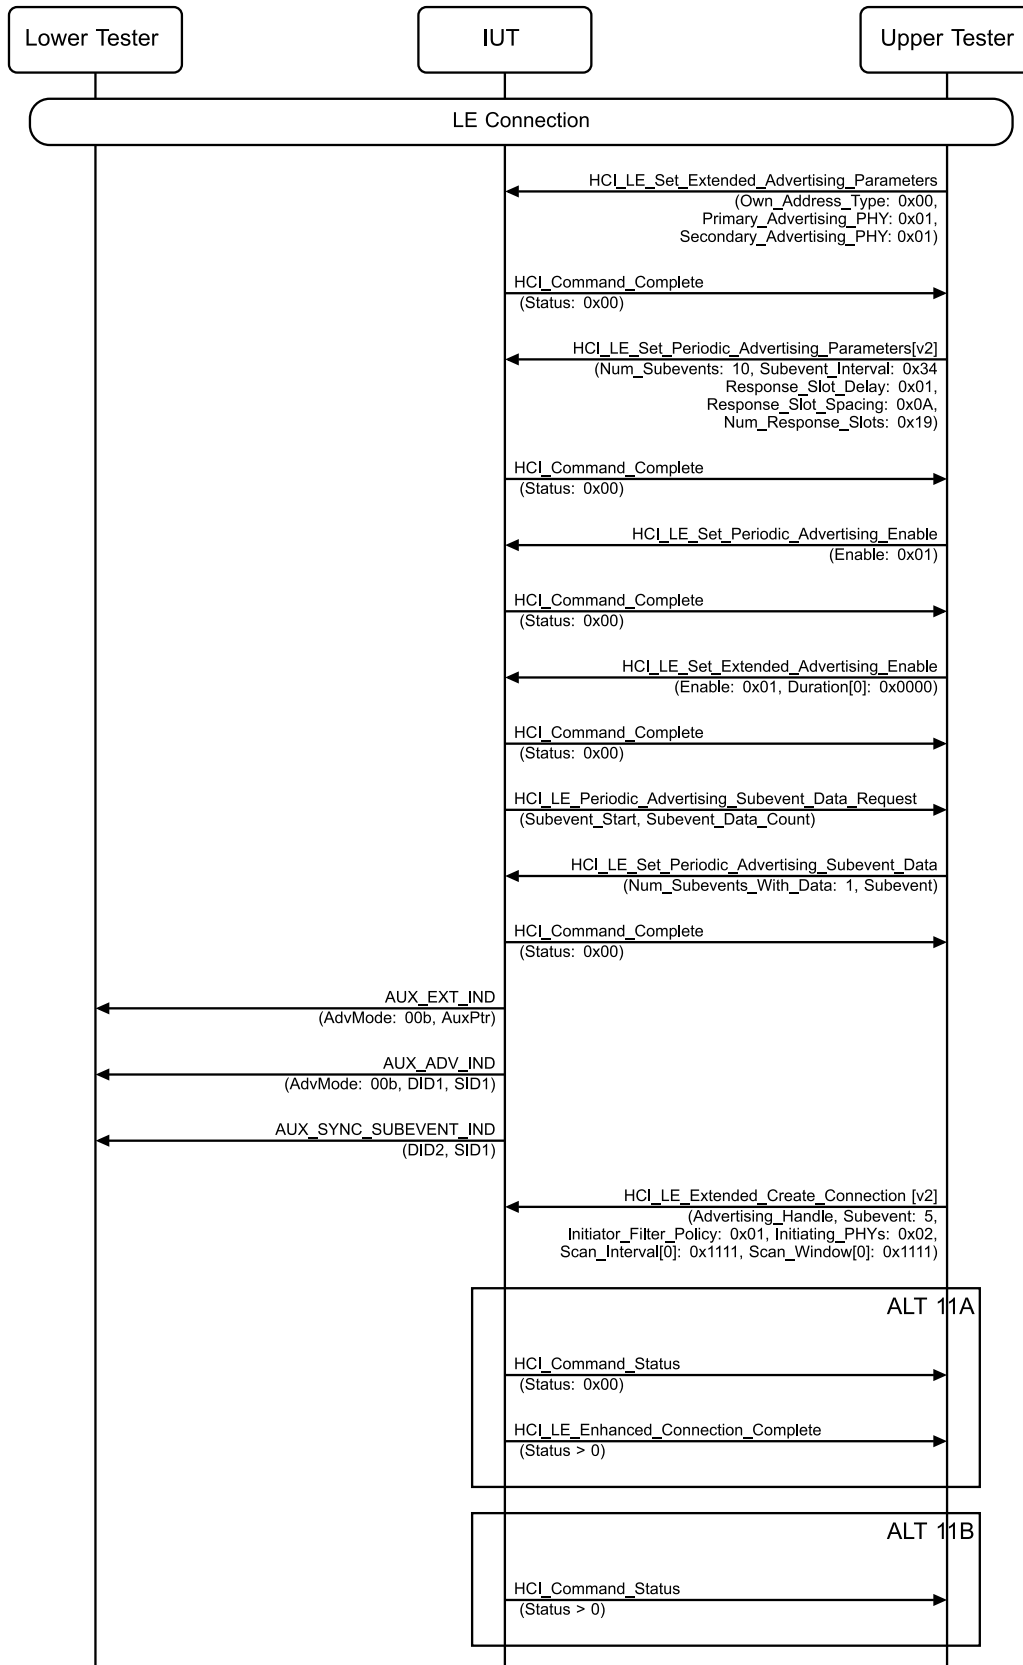 Lower Tester
IUT
Upper Tester
LE Connection
HCI_LE_Set_Extended_Advertising_Parameters
(Own_Address_Type: 0x00,
Primary_Advertising_PHY: 0x01,
Secondary_Advertising_PHY: 0x01)
HCI_Command_Complete
(Status: 0x00)
HCI_LE_Set_Periodic_Advertising_Parameters[v2]
(Num_Subevents: 10, Subevent_Interval: 0x34
Response_Slot_Delay: 0x01,
Response_Slot_Spacing: 0x0A,
Num_Response_Slots: 0x19)
HCI_Command_Complete
(Status: 0x00)
HCI_LE_Set_Periodic_Advertising_Enable
(Enable: 0x01)
HCI_Command_Complete
(Status: 0x00)
HCI_LE_Set_Extended_Advertising_Enable
(Enable: 0x01, Duration[0]: 0x0000)
HCI_Command_Complete
(Status: 0x00)
HCI_LE_Periodic_Advertising_Subevent_Data_Request
(Subevent_Start, Subevent_Data_Count)
HCI_LE_Set_Periodic_Advertising_Subevent_Data
(Num_Subevents_With_Data: 1, Subevent)
HCI_Command_Complete
(Status: 0x00)
AUX_EXT_IND
(AdvMode: 00b, AuxPtr)
AUX_ADV_IND
(AdvMode: 00b, DID1, SID1)
AUX_SYNC_SUBEVENT_IND
(DID2, SID1)
HCI_LE_Extended_Create_Connection [v2]
(Advertising_Handle, Subevent: 5,
Initiator_Filter_Policy: 0x01, Initiating_PHYs: 0x02,
Scan_Interval[0]: 0x1111, Scan_Window[0]: 0x1111)
ALT 11A
HCI_Command_Status
(Status: 0x00)
HCI_LE_Enhanced_Connection_Complete
(Status > 0)
ALT 11B
HCI_Command_Status
(Status > 0)